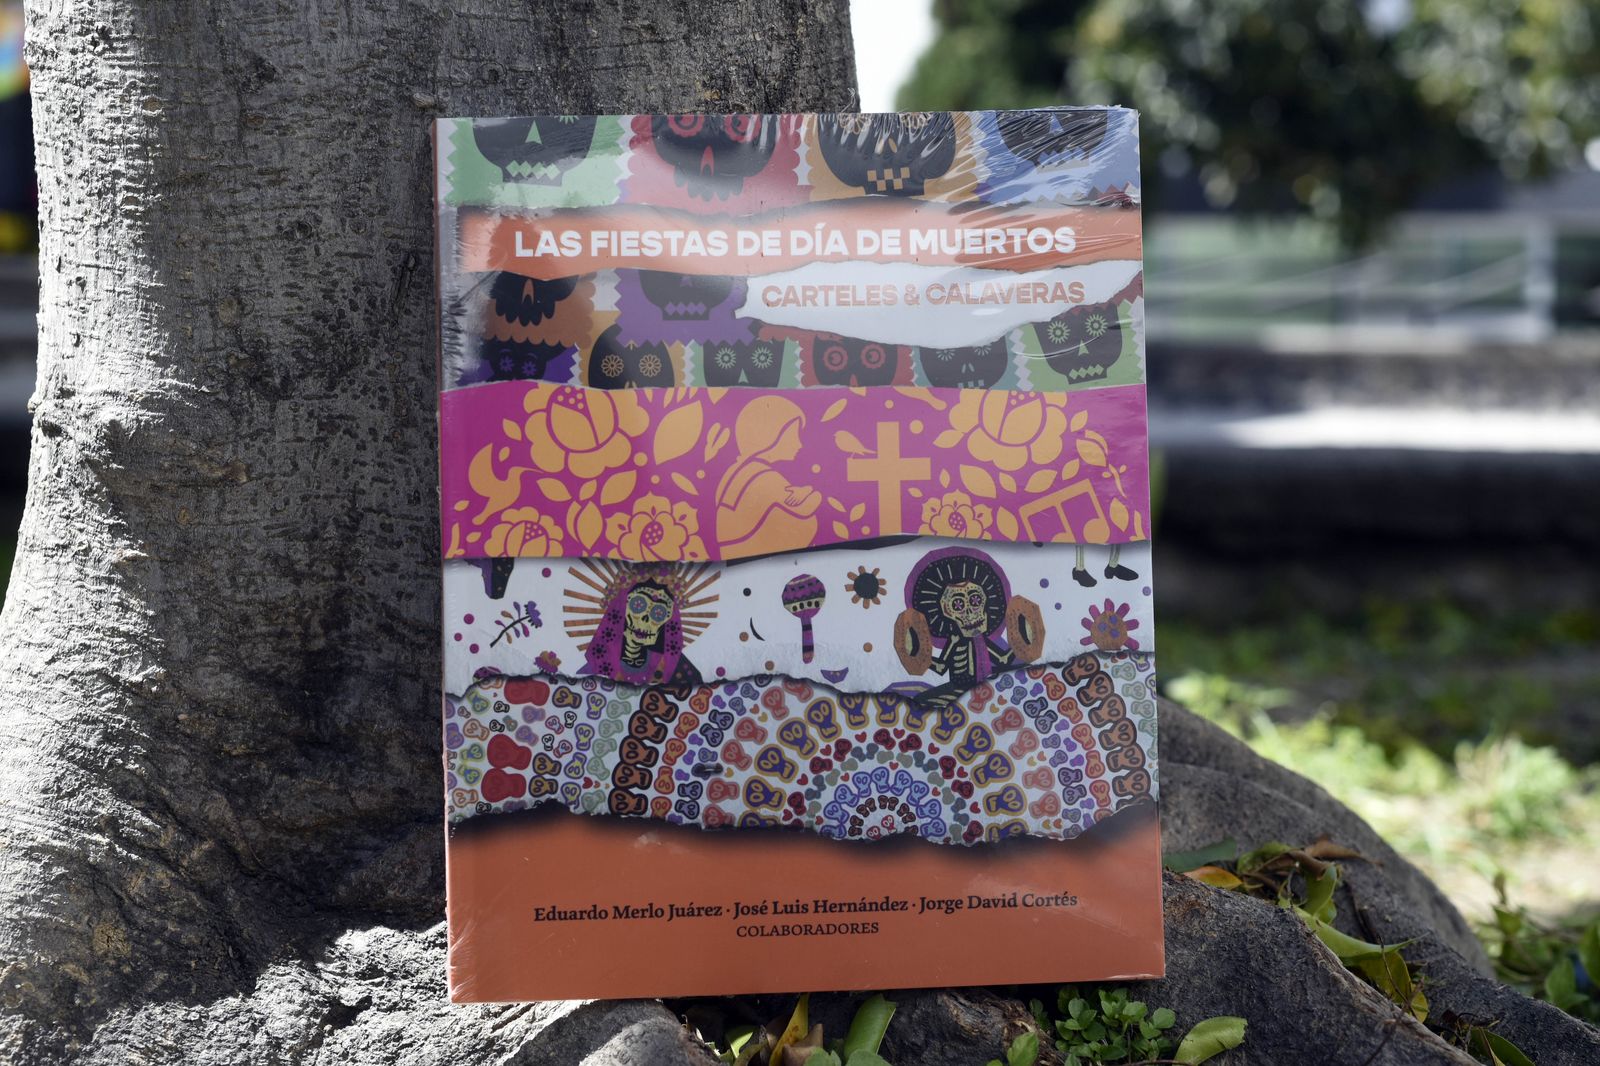 LAS FIESTAS DE DÍA DE MUERTOS
CARTELES & CALAVERAS
Eduardo Merlo Juárez · José Luis Hernández · Jorge David Cortés
COLABORADORES